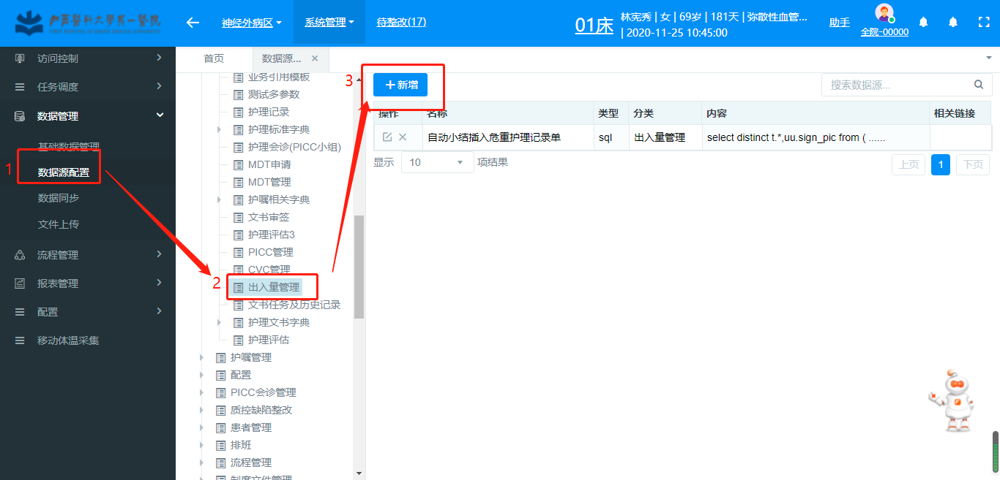 广西医科大学第一医院
神经外病区
系统管理
待整改(17)
01床
林宪秀 | 女 | 69岁 | 181天 | 弥散性血管...
| 2020-11-25 10:45:00
助手
全院-00000
访问控制
任务调度
数据管理
基础数据管理
1
数据源配置
数据同步
文件上传
流程管理
报表管理
配置
移动体温采集
首页
数据源...
业务引用模板
测试多参数
护理记录
护理标准字典
护理会诊(PICC小组)
MDT申请
MDT管理
护嘱相关字典
文书审签
护理评估3
PICC管理
CVC管理
2
出入量管理
文书任务及历史记录
护理文书字典
护理评估
护嘱管理
配置
PICC会诊管理
质控缺陷整改
患者管理
排班
流程管理
制度文件管理
3
新增
搜索数据源...
操作 名称 类型 分类 内容 相关链接
自动小结插入危重护理记录单 sql 出入量管理 select distinct t.*,uu.sign_pic from ( ......
显示 10 项结果
上页 1 下页